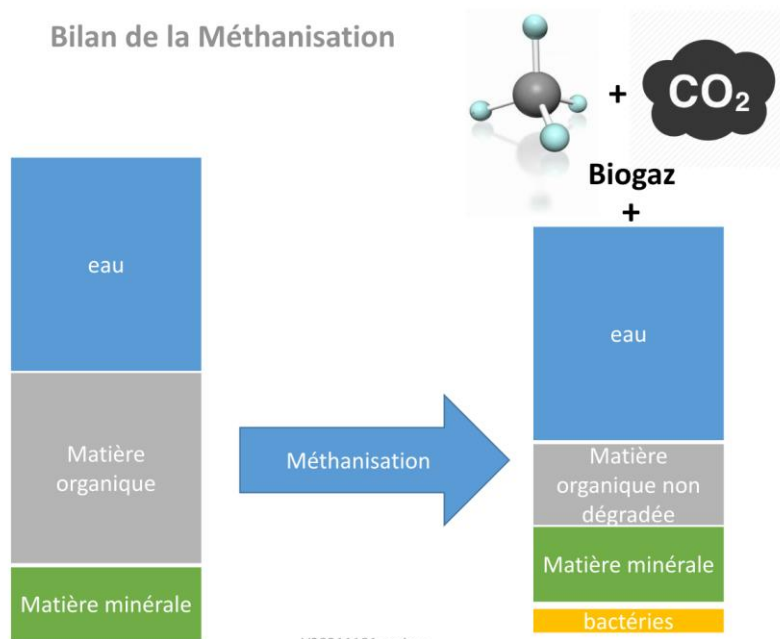 Bilan de la Méthanisation
+
CO₂
Biogaz
+
eau
Matière
organique
Matière minérale
Méthanisation
eau
Matière
organique non
dégradée
Matière minérale
bactéries